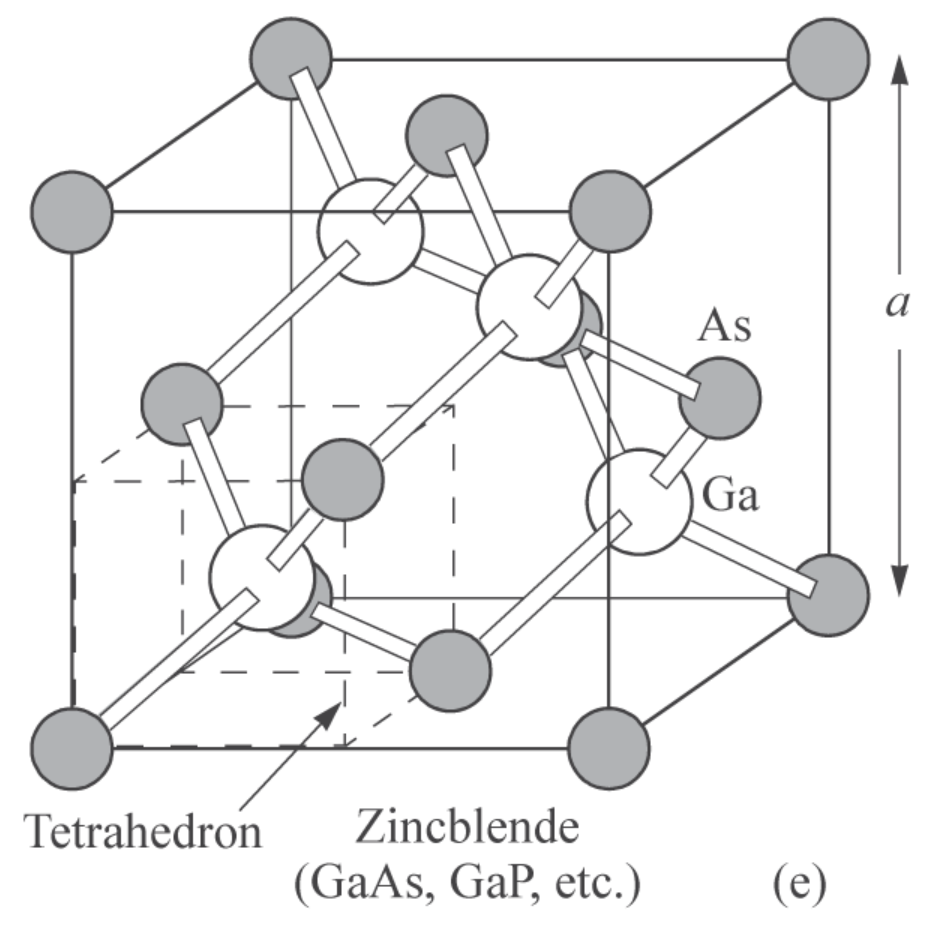 a
As
Ga
Tetrahedron
Zincblende
(GaAs, GaP, etc.)
(e)